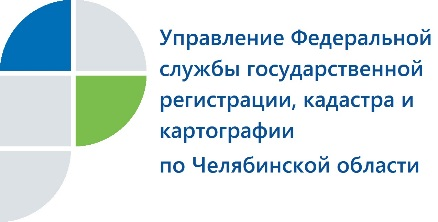 Управление Федеральной
службы государственной
регистрации, кадастра и
картографии
по Челябинской области